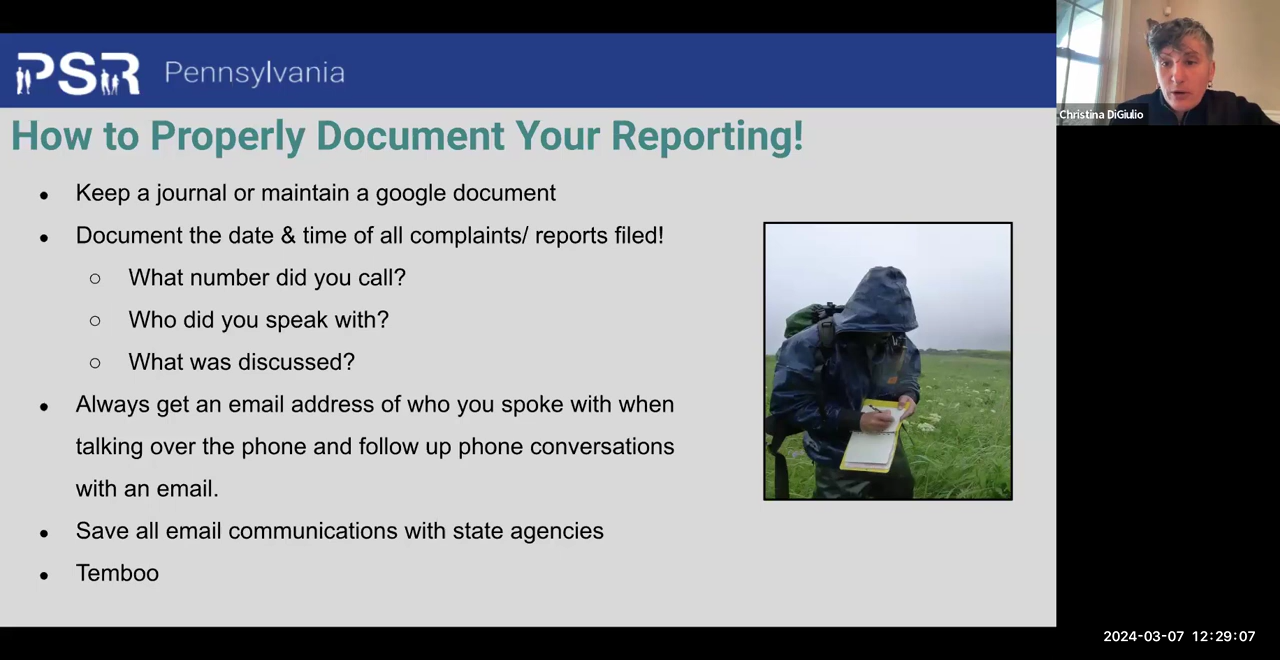 PSR Pennsylvania
Christina DiGiulio
How to Properly Document Your Reporting!
● Keep a journal or maintain a google document
● Document the date & time of all complaints/ reports filed!
○ What number did you call?
○ Who did you speak with?
○ What was discussed?
● Always get an email address of who you spoke with when
talking over the phone and follow up phone conversations
with an email.
● Save all email communications with state agencies
● Temboo
2024-03-07 12:29:07